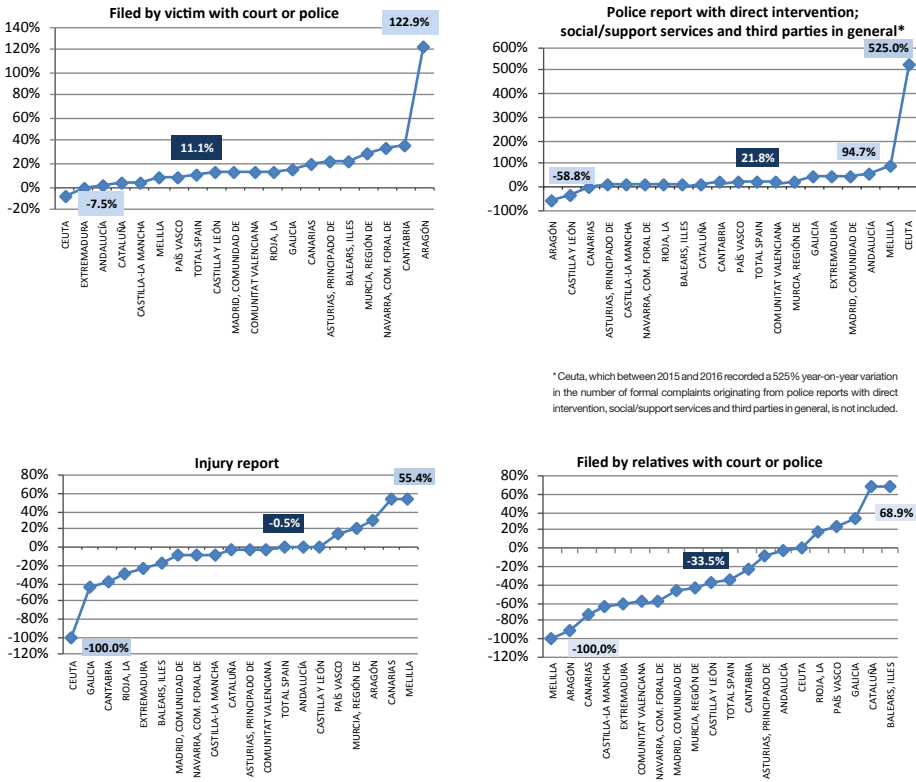 Filed by victim with court or police
140%
120%
100%
80%
60%
40%
20%
0%
-20%
122.9%
11.1%
-7.5%
CEUTA
EXTREMADURA
ANDALUCÍA
CATALUÑA
CASTILLA-LA MANCHA
MELILLA
PAÍS VASCO
TOTAL SPAIN
CASTILLA Y LEÓN
MADRID, COMUNIDAD DE
COMUNITAT VALENCIANA
RIOJA, LA
GALICIA
CANARIAS
ASTURIAS, PRINCIPADO DE
BALEARS, ILLES
MURCIA, REGIÓN DE
NAVARRA, COM. FORAL DE
CANTABRIA
ARAGÓN
Police report with direct intervention;
social/support services and third parties in general*
600%
500%
400%
300%
200%
100%
0%
-100%
525.0%
94.7%
21.8%
-58.8%
ARAGÓN
CASTILLA Y LEÓN
CANARIAS
ASTURIAS, PRINCIPADO DE
CASTILLA-LA MANCHA
NAVARRA, COM. FORAL DE
RIOJA, LA
BALEARS, ILLES
CATALUÑA
CANTABRIA
PAÍS VASCO
TOTAL SPAIN
COMUNITAT VALENCIANA
MURCIA, REGIÓN DE
GALICIA
EXTREMADURA
MADRID, COMUNIDAD DE
ANDALUCÍA
MELILLA
CEUTA
* Ceuta, which between 2015 and 2016 recorded a 525% year-on-year variation
in the number of formal complaints originating from police reports with direct
intervention, social/support services and third parties in general, is not included.
Injury report
80%
60%
40%
20%
0%
-20%
-40%
-60%
-80%
-100%
-120%
55.4%
-0.5%
-100.0%
CEUTA
GALICIA
CANTABRIA
RIOJA, LA
EXTREMADURA
BALEARS, ILLES
MADRID, COMUNIDAD DE
NAVARRA, COM. FORAL DE
CASTILLA-LA MANCHA
CATALUÑA
ASTURIAS, PRINCIPADO DE
COMUNITAT VALENCIANA
TOTAL SPAIN
ANDALUCÍA
CASTILLA Y LEÓN
PAÍS VASCO
MURCIA, REGIÓN DE
ARAGÓN
CANARIAS
MELILLA
Filed by relatives with court or police
80%
60%
40%
20%
0%
-20%
-40%
-60%
-80%
-100%
-120%
68.9%
-33.5%
-100,0%
MELILLA
ARAGÓN
CANARIAS
CASTILLA-LA MANCHA
EXTREMADURA
COMUNITAT VALENCIANA
NAVARRA, COM. FORAL DE
MADRID, COMUNIDAD DE
MURCIA, REGIÓN DE
CASTILLA Y LEÓN
TOTAL SPAIN
CANTABRIA
ASTURIAS, PRINCIPADO DE
ANDALUCÍA
CEUTA
RIOJA, LA
PAÍS VASCO
GALICIA
CATALUÑA
BALEARS, ILLES